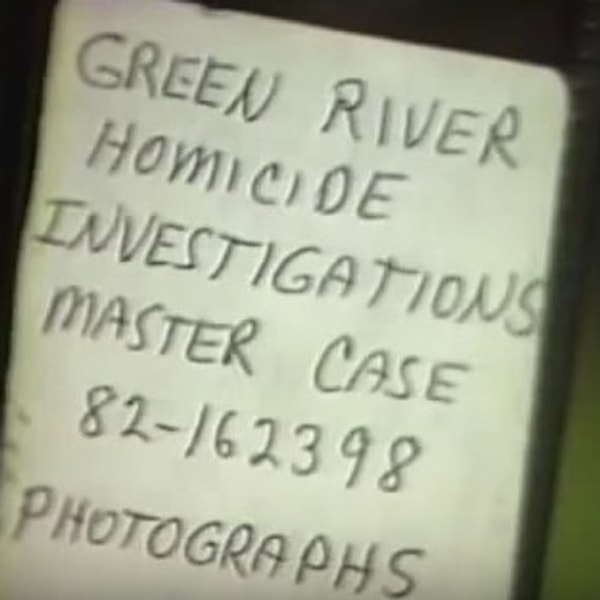 GREEN RIVER
HOMICIDE
INVESTIGATIONS
MASTER CASE
82-162398
PHOTOGRAPHS